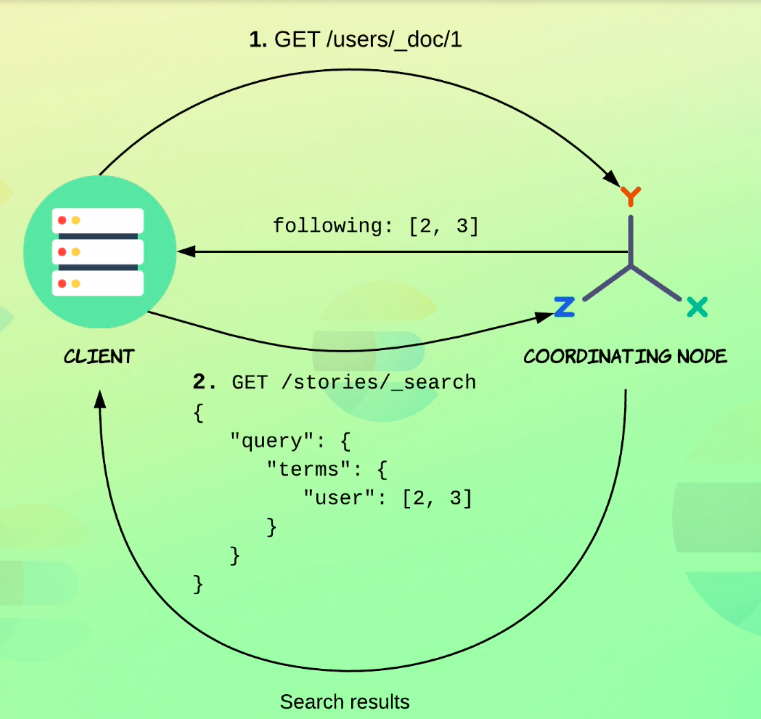 1. GET /users/_doc/1
Y
following: [2, 3]
Z
X
CLIENT
COORDINATING NODE
2. GET /stories/_search
{
   "query": {
      "terms": {
         "user": [2, 3]
      }
   }
}
Search results